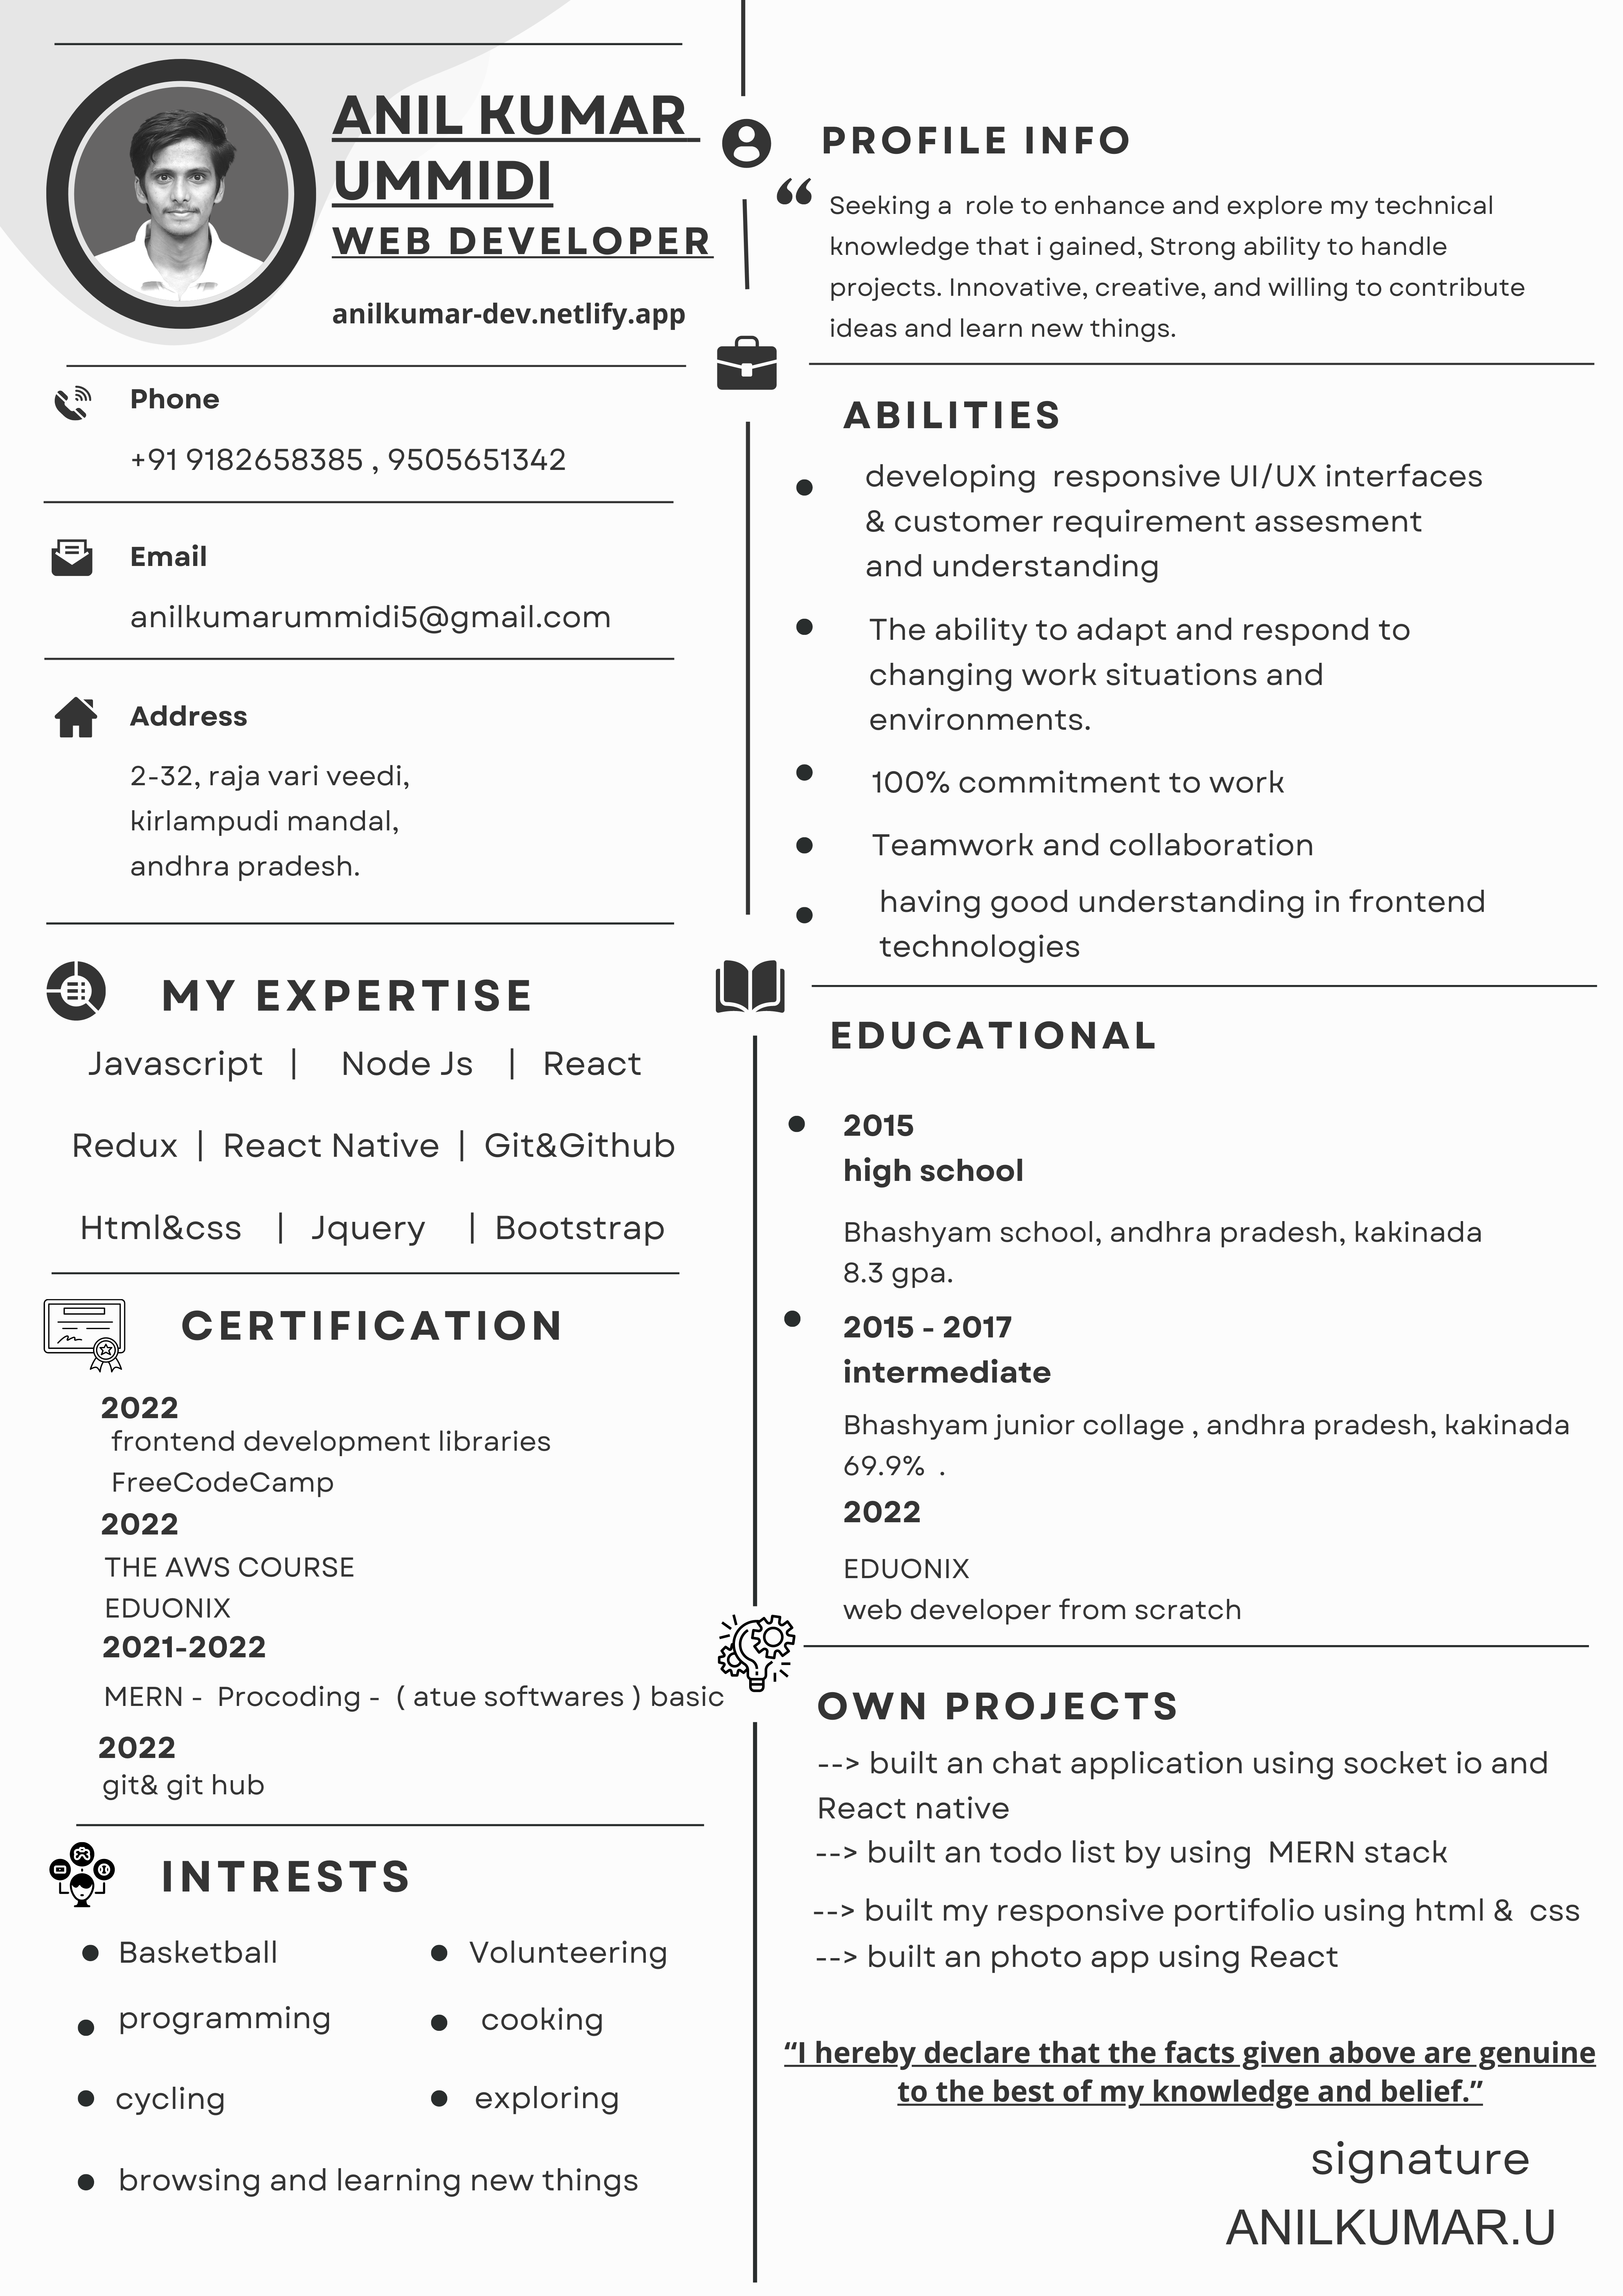 ANIL KUMAR
UMMIDI
WEB DEVELOPER
anilkumar-dev.netlify.app
Phone
+91 9182658385 , 9505651342
Email
anilkumarummidi5@gmail.com
Address
2-32, raja vari veedi,
kirlampudi mandal,
andhra pradesh.
MY EXPERTISE
Javascript | Node Js | React
Redux | React Native | Git&Github
Html&css | Jquery | Bootstrap
CERTIFICATION
2022
frontend development libraries
FreeCodeCamp
2022
THE AWS COURSE
EDUONIX
2021-2022
MERN - Procoding - ( atue softwares ) basic
2022
git& git hub
INTRESTS
Basketball
Volunteering
programming
cooking
cycling
exploring
browsing and learning new things
PROFILE INFO
“
Seeking a role to enhance and explore my technical
knowledge that i gained, Strong ability to handle
projects. Innovative, creative, and willing to contribute
ideas and learn new things.
ABILITIES
developing responsive UI/UX interfaces
& customer requirement assesment
and understanding
The ability to adapt and respond to
changing work situations and
environments.
100% commitment to work
Teamwork and collaboration
having good understanding in frontend
technologies
EDUCATIONAL
2015
high school
Bhashyam school, andhra pradesh, kakinada
8.3 gpa.
2015 - 2017
intermediate
Bhashyam junior collage , andhra pradesh, kakinada
69.9% .
2022
EDUONIX
web developer from scratch
OWN PROJECTS
--> built an chat application using socket io and
React native
--> built an todo list by using MERN stack
--> built my responsive portifolio using html & css
--> built an photo app using React
“I hereby declare that the facts given above are genuine
to the best of my knowledge and belief.”
signature
ANILKUMAR.U